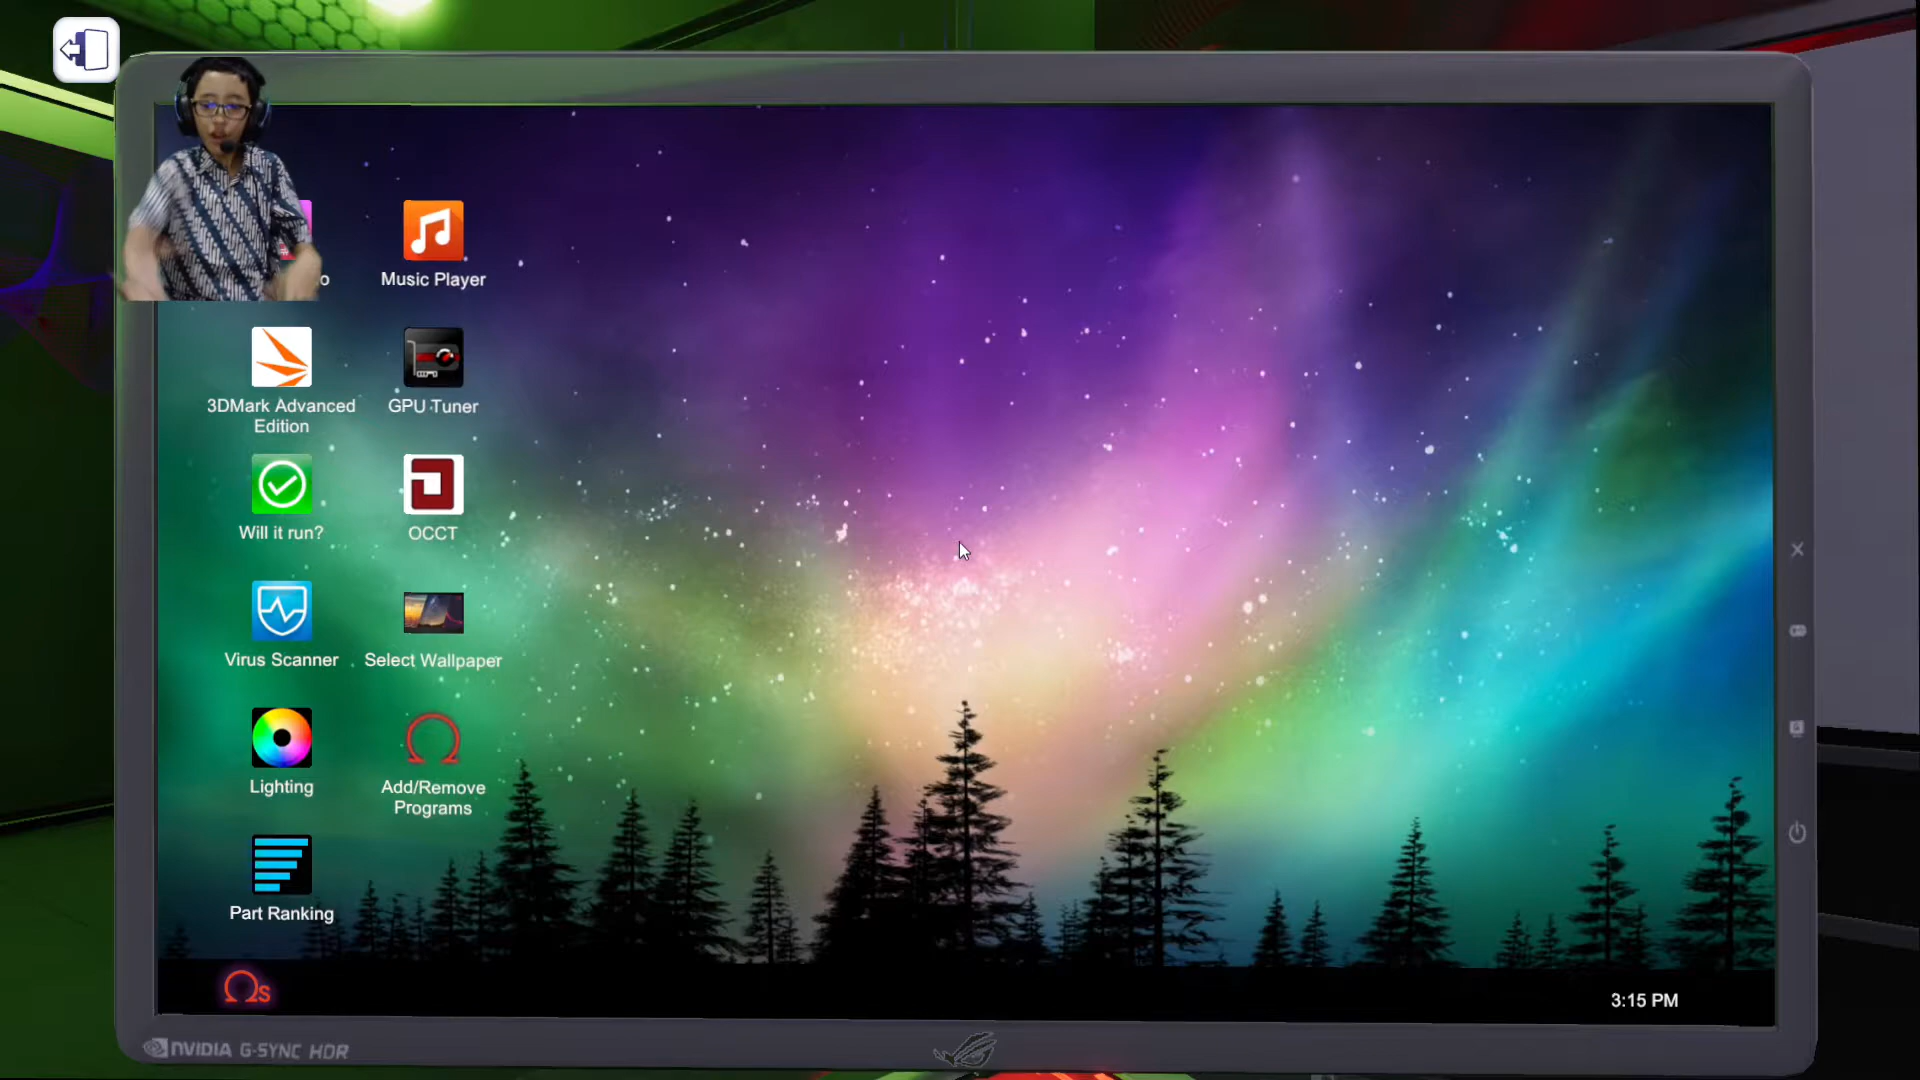 Music Player
3DMark Advanced
Edition
GPU Tuner
Will it run?
OCCT
Virus Scanner
Select Wallpaper
Lighting
Add/Remove
Programs
Part Ranking
Ωs
3:15 PM
NVIDIA G-SYNC HDR